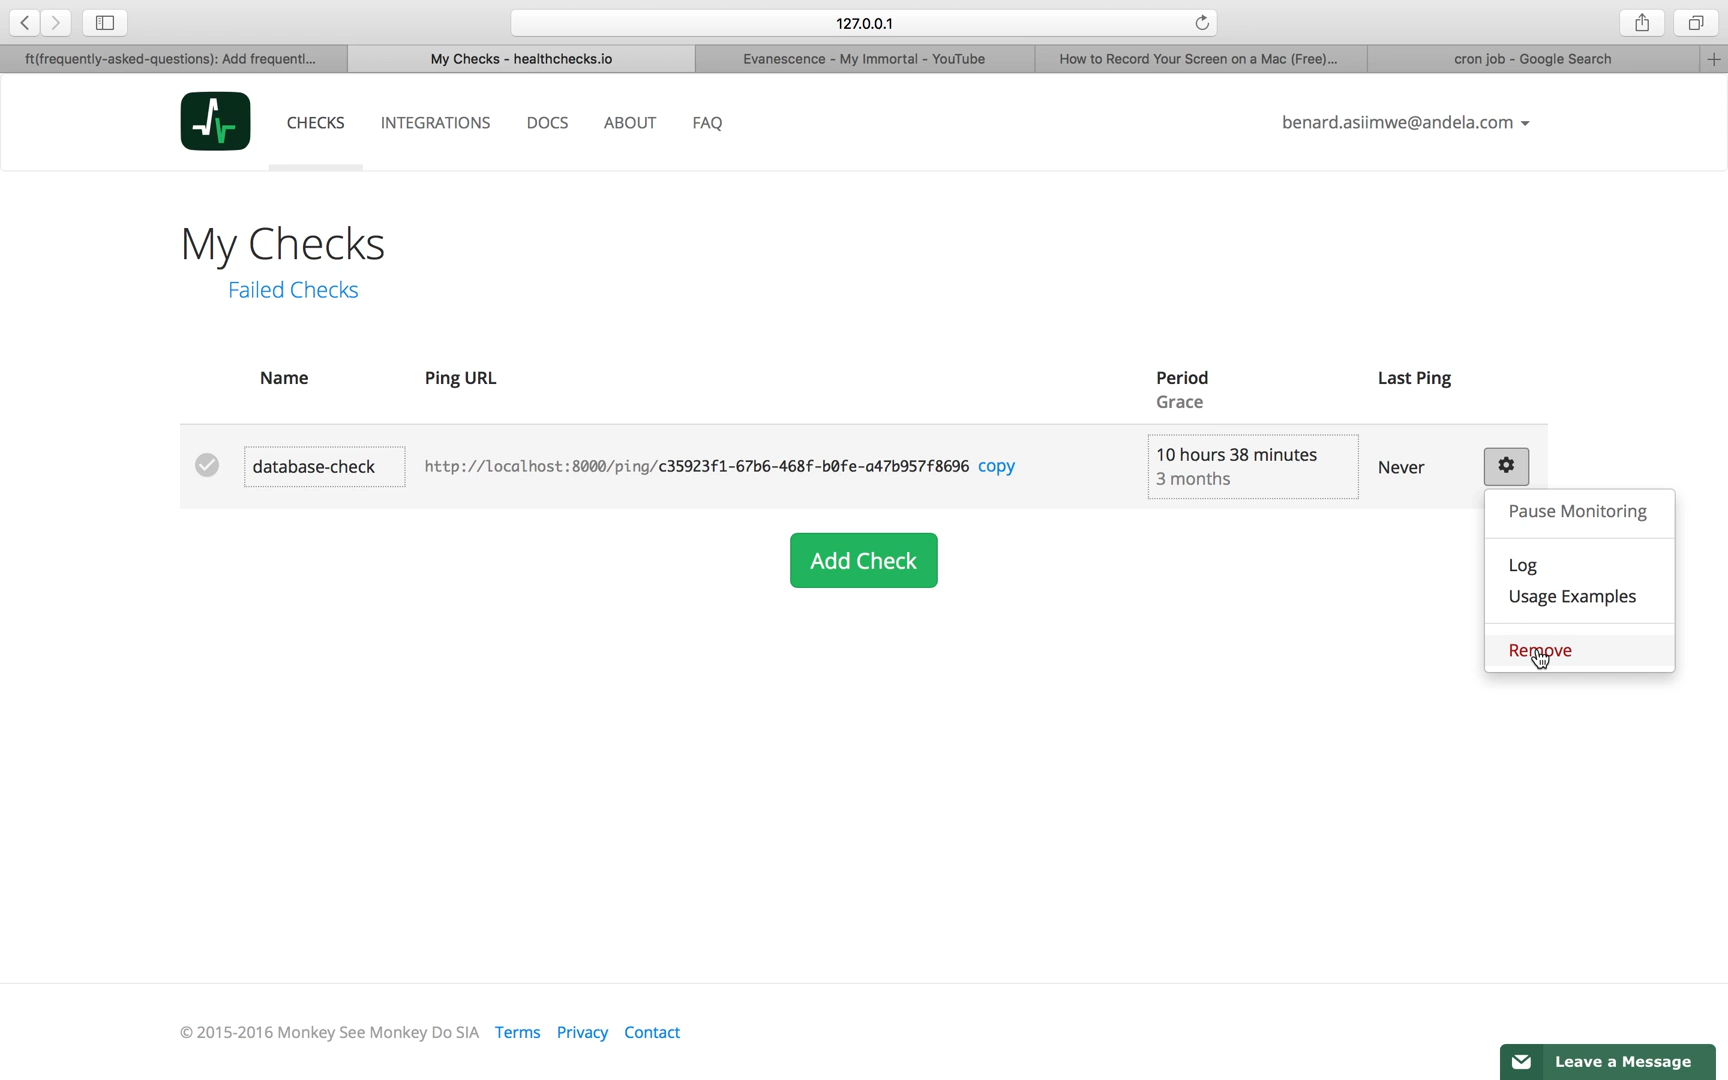 127.0.0.1
ft(frequently-asked-questions): Add frequentl...
My Checks - healthchecks.io
Evanescence - My Immortal - YouTube
How to Record Your Screen on a Mac (Free)...
cron job - Google Search
CHECKS
INTEGRATIONS
DOCS
ABOUT
FAQ
benard.asiimwe@andela.com
My Checks
Failed Checks
Name
Ping URL
Period
Grace
Last Ping
database-check
http://localhost:8000/ping/c35923f1-67b6-468f-b0fe-a47b957f8696 copy
10 hours 38 minutes
3 months
Never
Pause Monitoring
Log
Usage Examples
Remove
Add Check
© 2015-2016 Monkey See Monkey Do SIA Terms Privacy Contact
Leave a Message